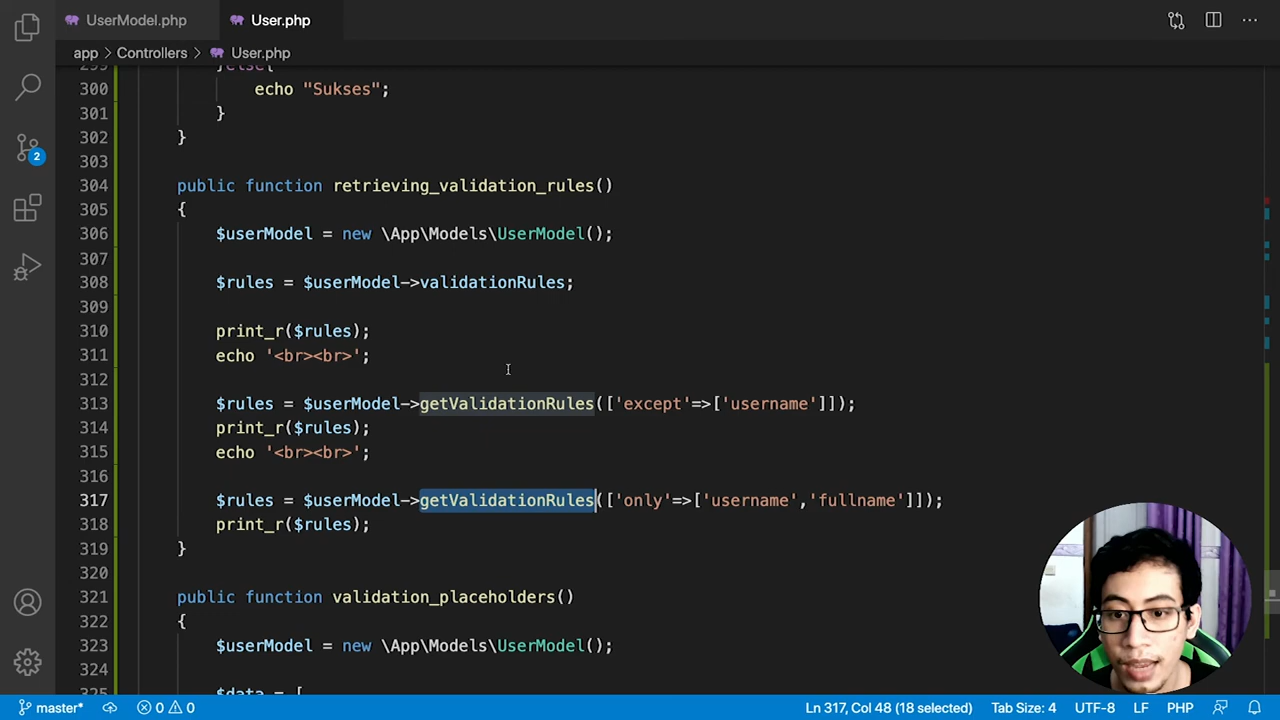 UserModel.php
User.php
app > Controllers > User.php
299 }else{
300 echo "Sukses";
301 }
302 }
303
304 public function retrieving_validation_rules()
305 {
306 $userModel = new \App\Models\UserModel();
307
308 $rules = $userModel->validationRules;
309
310 print_r($rules);
311 echo '<br><br>';
312
313 $rules = $userModel->getValidationRules(['except'=>['username']]);
314 print_r($rules);
315 echo '<br><br>';
316
317 $rules = $userModel->getValidationRules(['only'=>['username','fullname']]);
318 print_r($rules);
319 }
320
321 public function validation_placeholders()
322 {
323 $userModel = new \App\Models\UserModel();
324
325 $data = [
2
master* 0 0 Ln 317, Col 48 (18 selected) Tab Size: 4 UTF-8 LF PHP